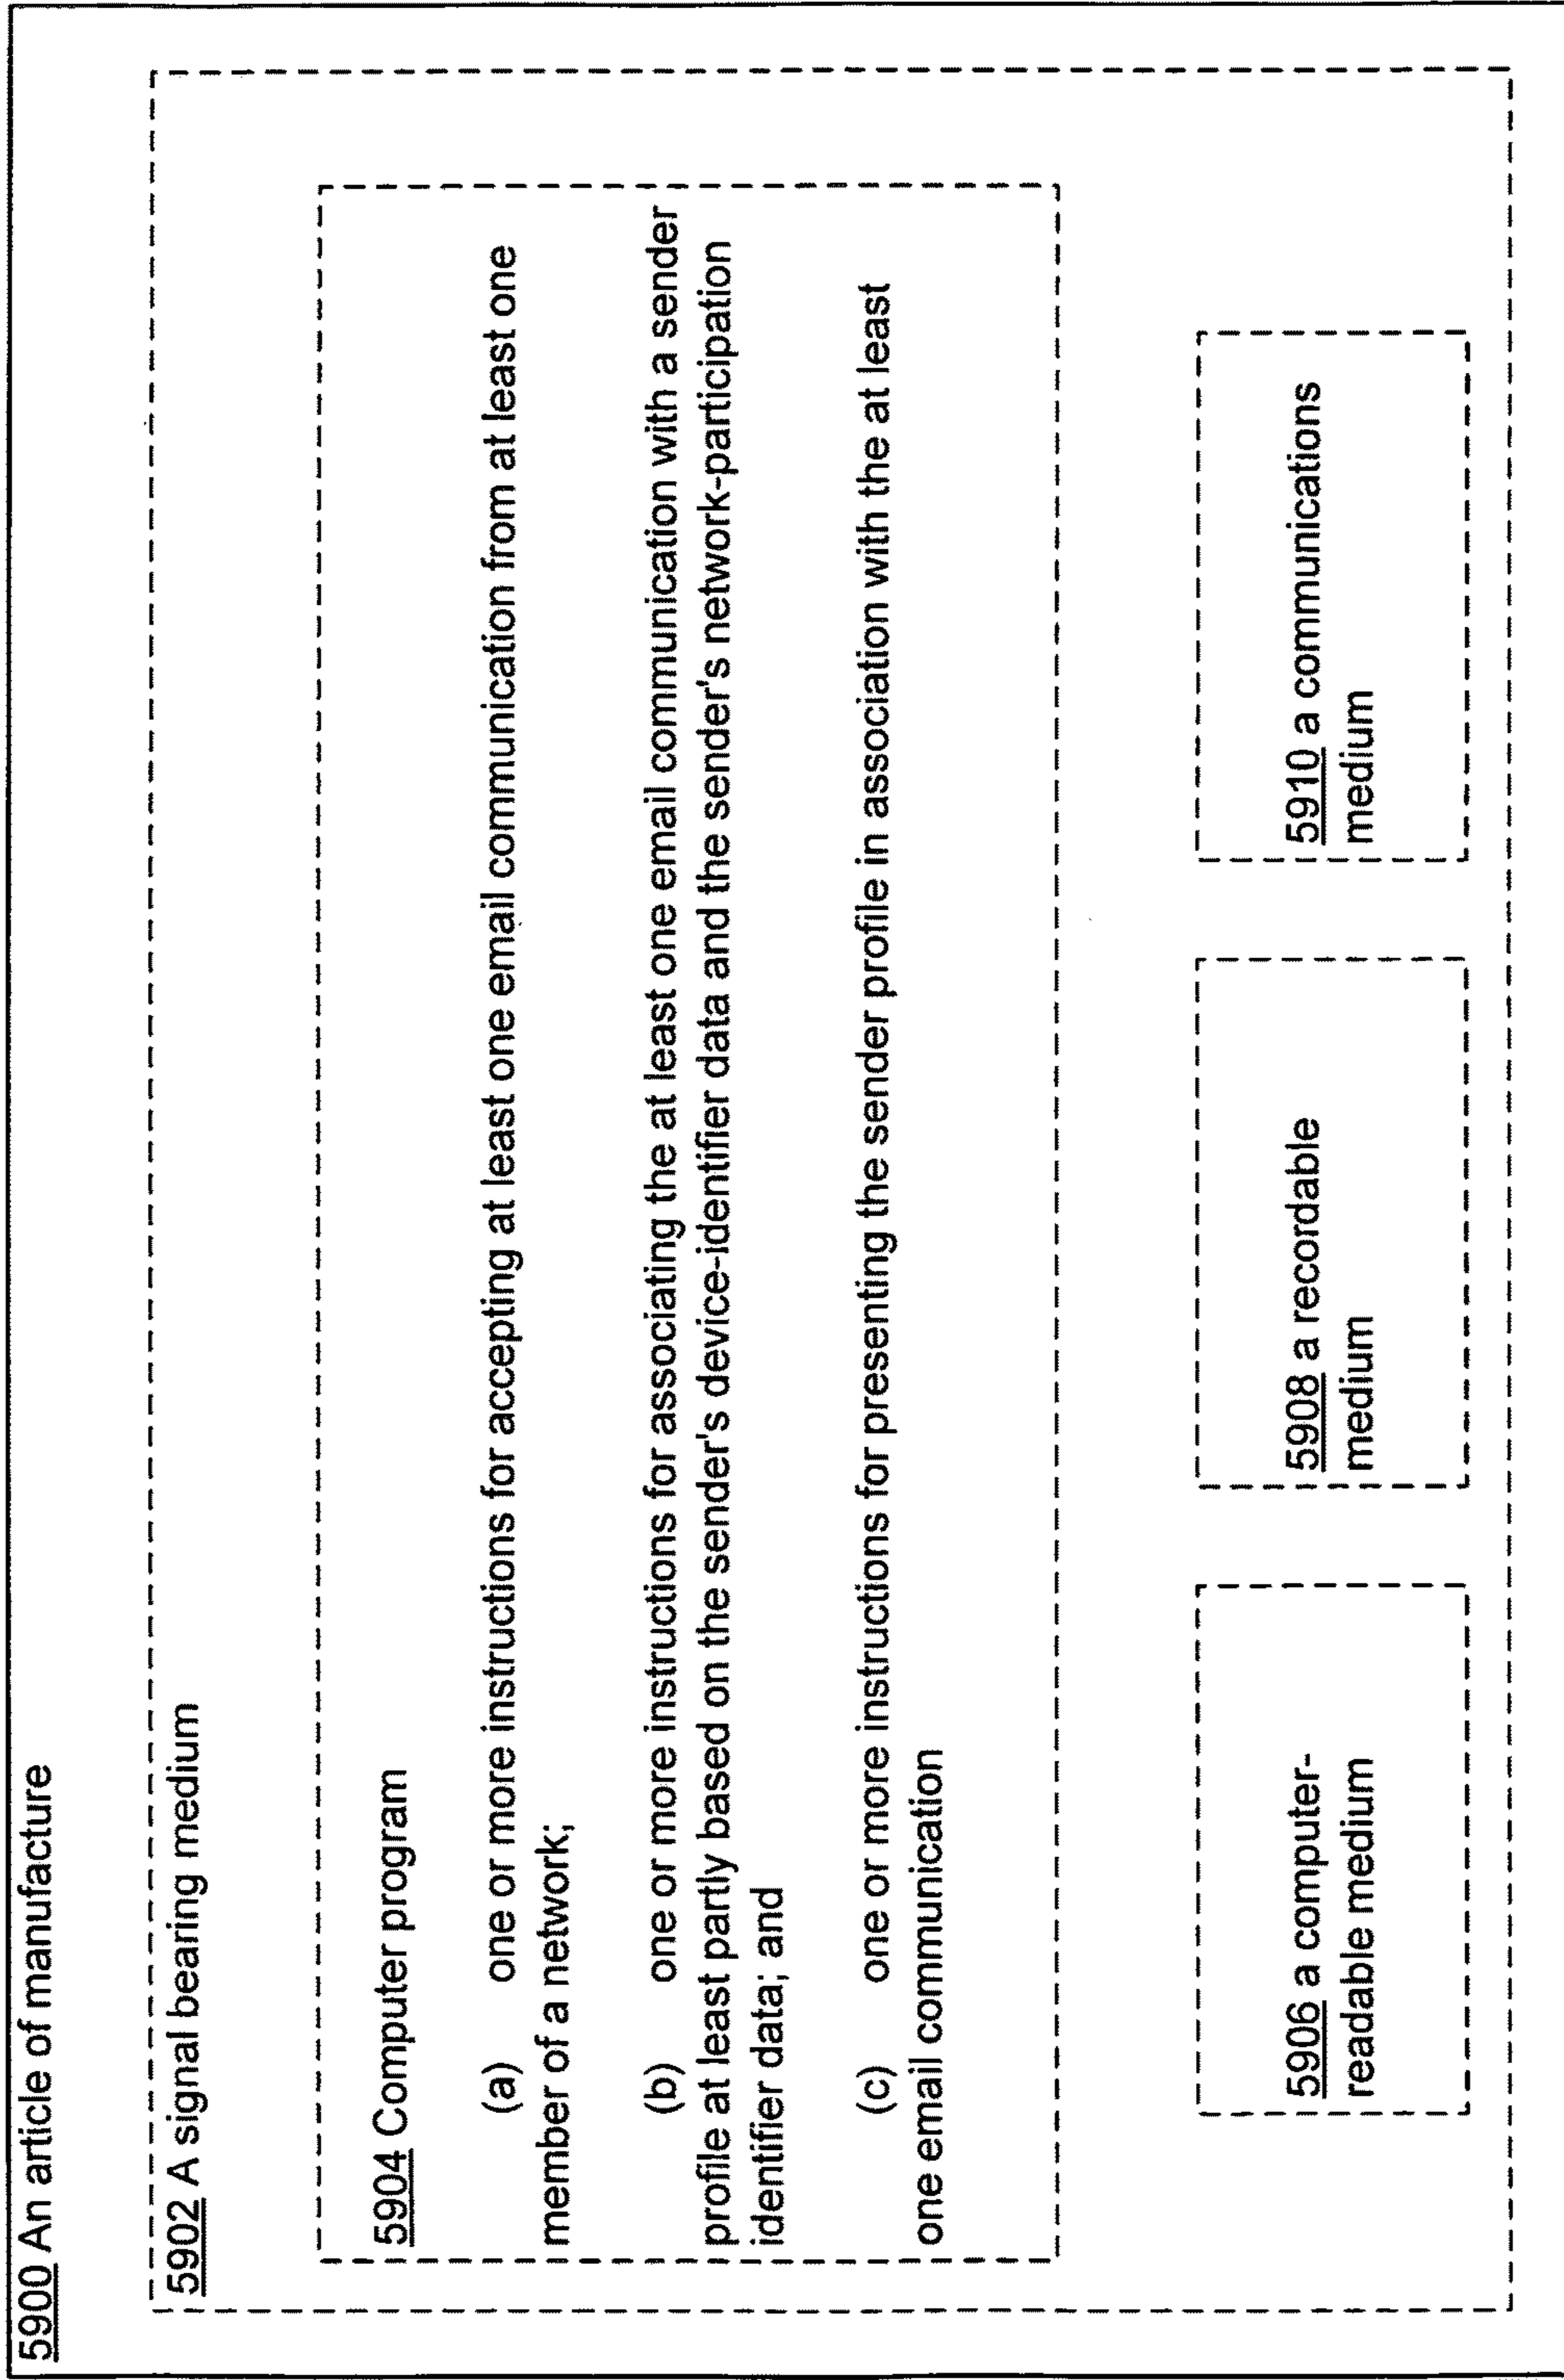 5900 An article of manufacture
5902 A signal bearing medium
5904 Computer program
(a) one or more instructions for accepting at least one email communication from at least one
member of a network;
(b) one or more instructions for associating the at least one email communication with a sender
profile at least partly based on the sender's device-identifier data and the sender's network-participation
identifier data; and
(c) one or more instructions for presenting the sender profile in association with the at least
one email communication
5906 a computer-
readable medium
5908 a recordable
medium
5910 a communications
medium